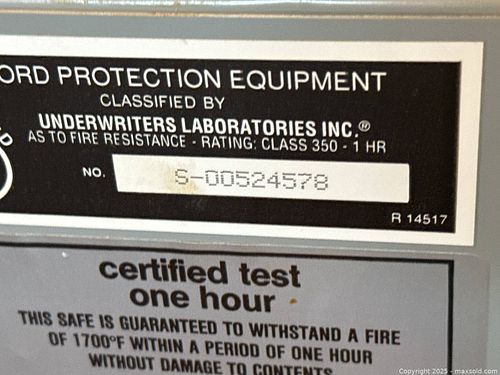 ORD PROTECTION EQUIPMENT
CLASSIFIED BY
UNDERWRITERS LABORATORIES INC.®
AS TO FIRE RESISTANCE - RATING: CLASS 350 - 1 HR
NO. S-00524578
R 14517
certified test
one hour
THIS SAFE IS GUARANTEED TO WITHSTAND A FIRE
OF 1700°F WITHIN A PERIOD OF ONE HOUR
WITHOUT DAMAGE TO CONTENTS
Copyright 2025 - maxsold.com